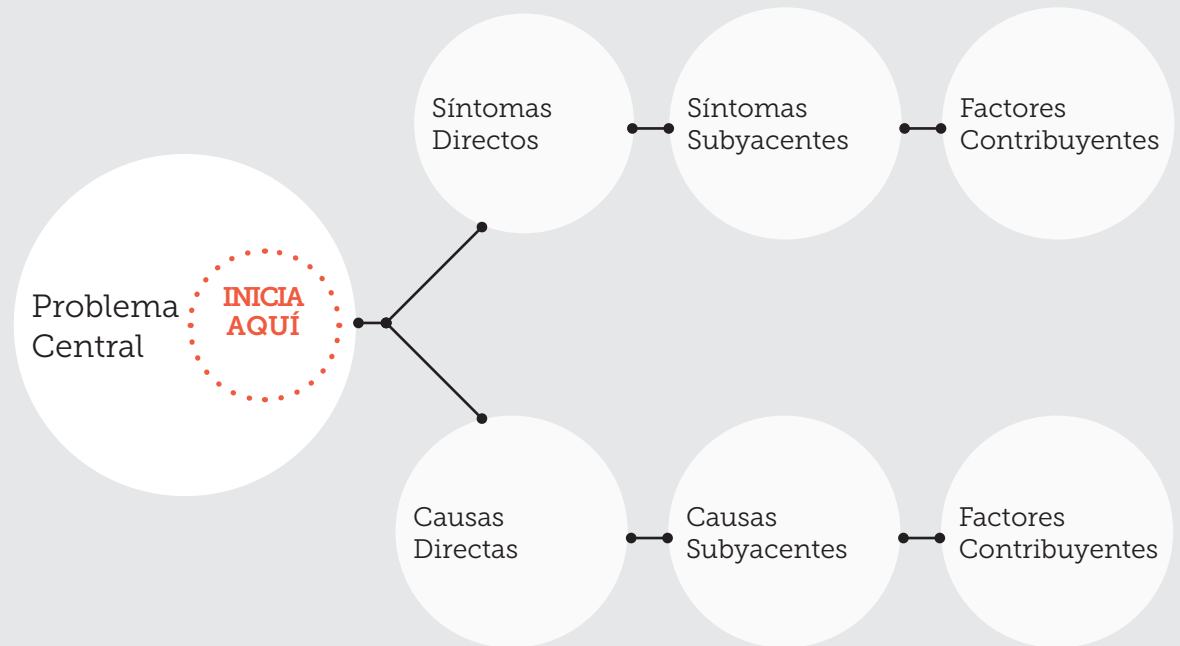 Síntomas
Directos
Síntomas
Subyacentes
Factores
Contribuyentes
Problema
Central
INICIA
AQUÍ
Causas
Directas
Causas
Subyacentes
Factores
Contribuyentes